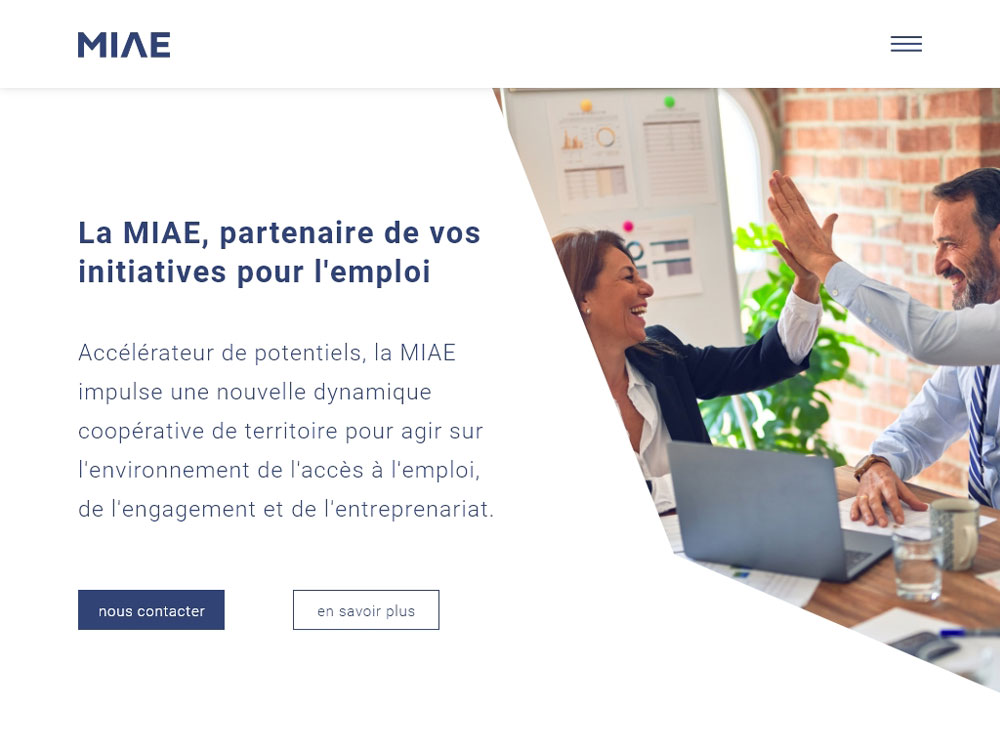 MIAE
La MIAE, partenaire de vos
initiatives pour l'emploi
Accélérateur de potentiels, la MIAE
impulse une nouvelle dynamique
coopérative de territoire pour agir sur
l'environnement de l'accès à l'emploi,
de l'engagement et de l'entreprenariat.
nous contacter
en savoir plus